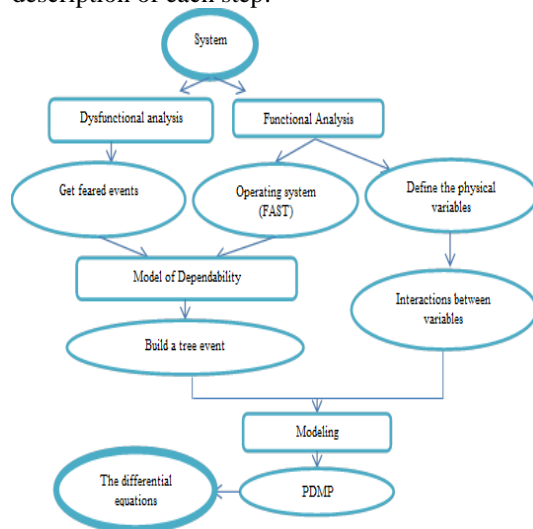 description of each step.
System
Dysfunctional analysis
Functional Analysis
Get feared events
Operating system
(FAST)
Define the physical
variables
Model of Dependability
Interactions between
variables
Build a tree event
Modeling
The differential
equations
PDMP